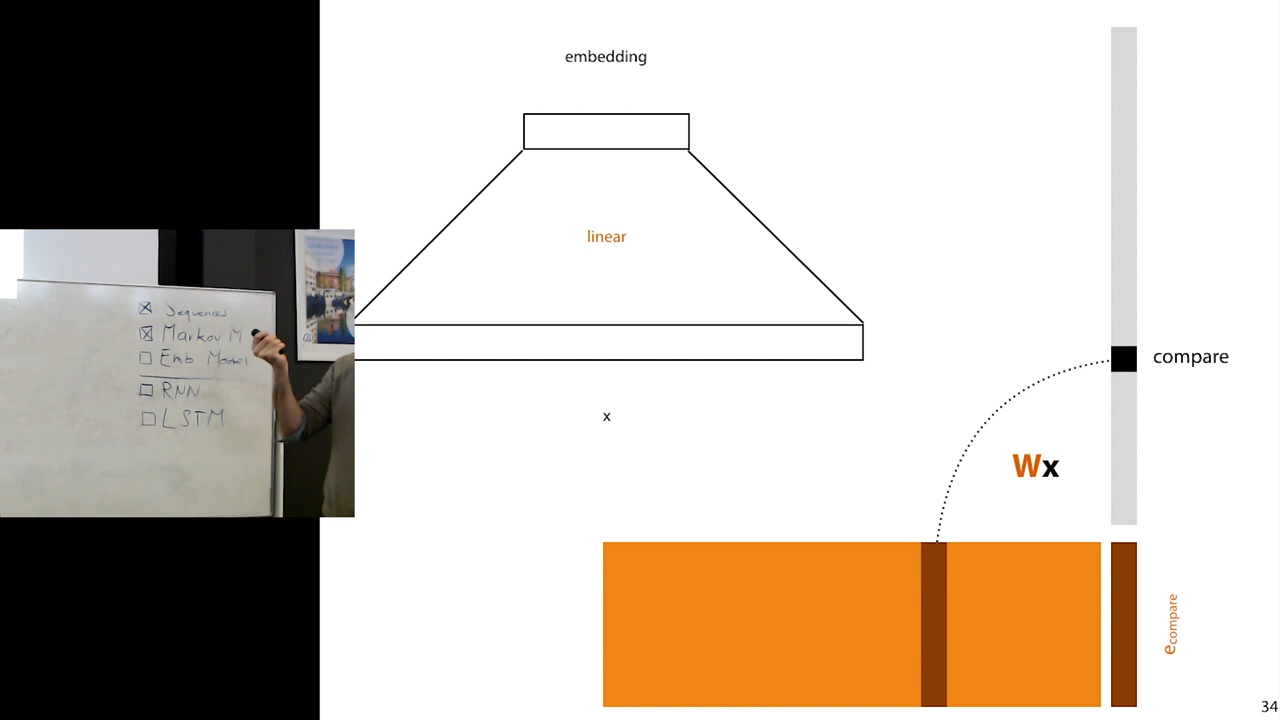 embedding
linear
compare
x
Wx
ecompare
34
Sequences
Markov M
Emb Model
RNN
LSTM